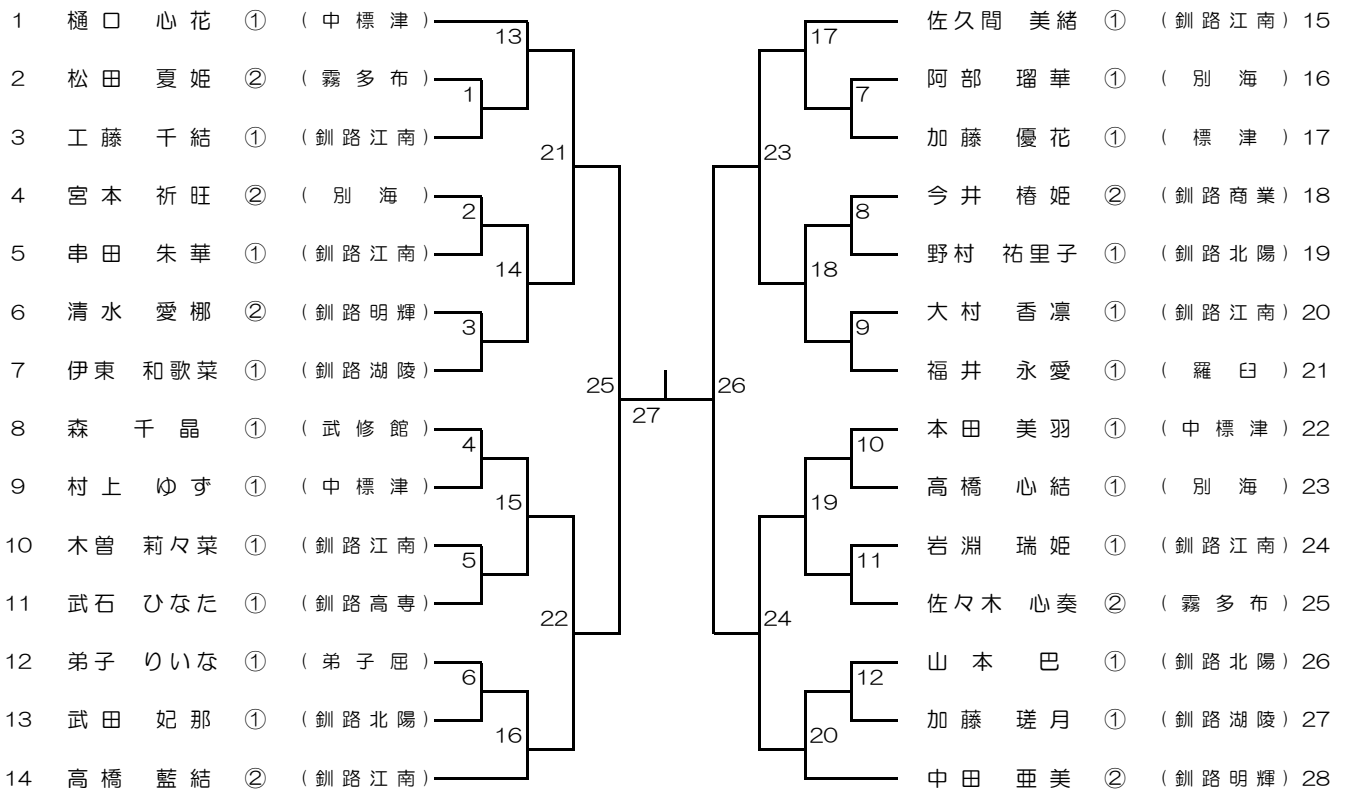 1 樋口 心花 ① (中標津)
13
2 松田 夏姫 ② (霧多布)
1
3 工藤 千結 ① (釧路江南)
21
4 宮本 祈旺 ② (別海)
2
5 串田 朱華 ① (釧路江南)
14
6 清水 愛梛 ② (釧路明輝)
3
7 伊東 和歌菜 ① (釧路湖陵)
25
8 森 千晶 ① (武修館)
4
9 村上 ゆず ① (中標津)
15
10 木曽 莉々菜 ① (釧路江南)
5
11 武石 ひなた ① (釧路高専)
22
12 弟子 りいな ① (弟子屈)
6
13 武田 妃那 ① (釧路北陽)
16
14 高橋 藍結 ② (釧路江南)
27
佐久間 美緒 ① (釧路江南) 15
17
阿部 瑠華 ① (別海) 16
7
加藤 優花 ① (標津) 17
23
今井 椿姫 ② (釧路商業) 18
8
野村 祐里子 ① (釧路北陽) 19
18
大村 香凛 ① (釧路江南) 20
9
福井 永愛 ① (羅臼) 21
26
本田 美羽 ① (中標津) 22
10
高橋 心結 ① (別海) 23
19
岩淵 瑞姫 ① (釧路江南) 24
11
佐々木 心奏 ② (霧多布) 25
24
山本 巴 ① (釧路北陽) 26
12
加藤 瑳月 ① (釧路湖陵) 27
20
中田 亜美 ② (釧路明輝) 28